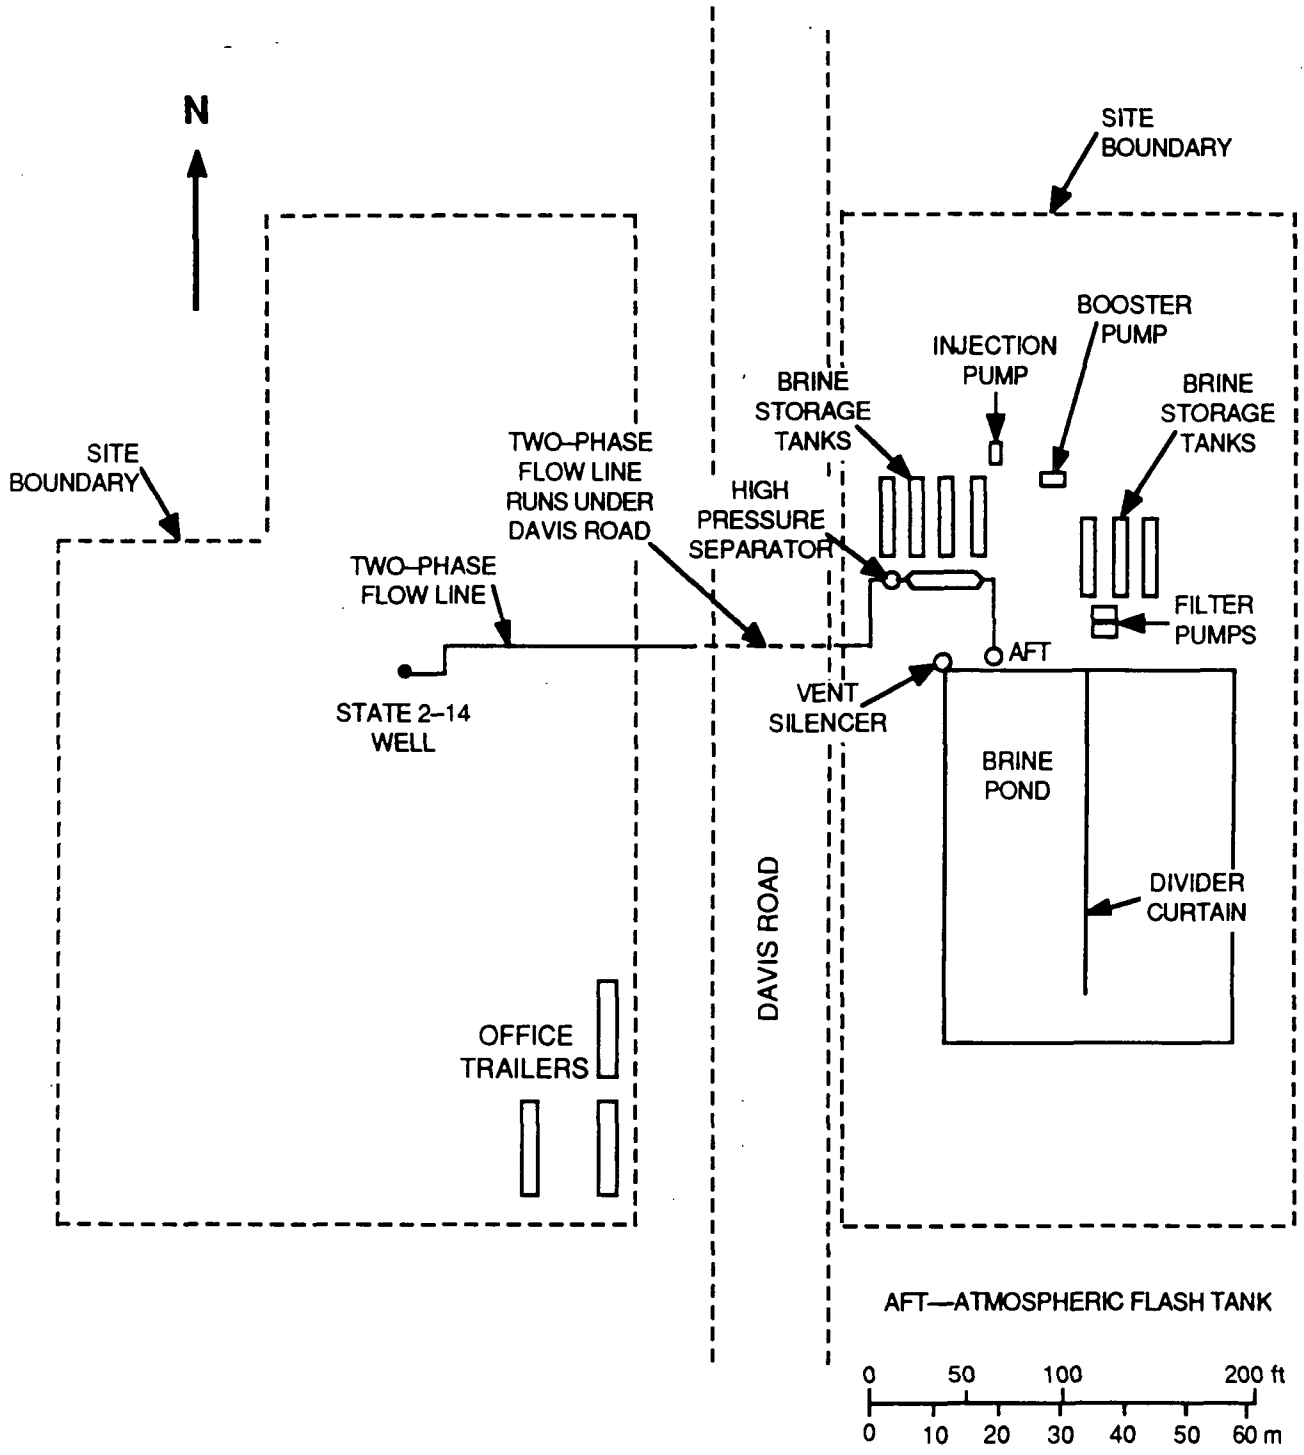 N
SITE
BOUNDARY
BOOSTER
PUMP
INJECTION
PUMP
BRINE
STORAGE
TANKS
BRINE
STORAGE
TANKS
SITE
BOUNDARY
TWO–PHASE
FLOW LINE
RUNS UNDER
DAVIS ROAD
HIGH
PRESSURE
SEPARATOR
TWO–PHASE
FLOW LINE
FILTER
PUMPS
AFT
STATE 2–14
WELL
VENT
SILENCER
BRINE
POND
DIVIDER
CURTAIN
DAVIS ROAD
OFFICE
TRAILERS
AFT—ATMOSPHERIC FLASH TANK
0 50 100 200 ft
0 10 20 30 40 50 60 m